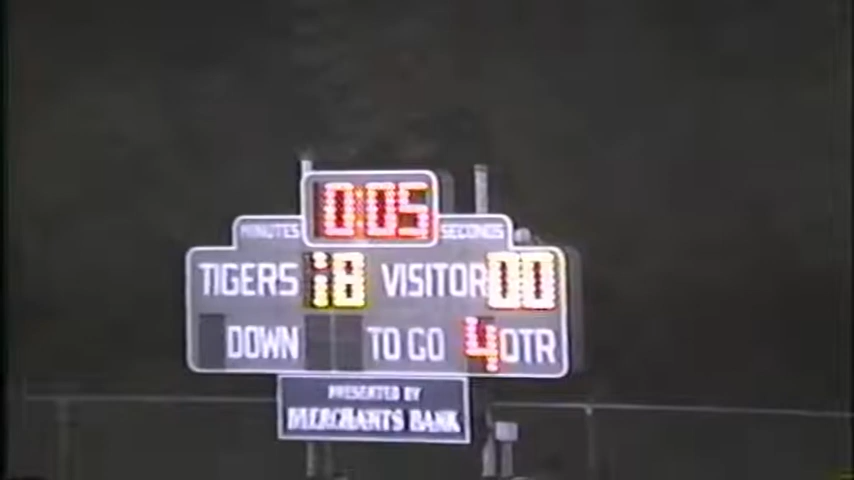 MINUTES 0:05 SECONDS
TIGERS 18 VISITOR 00
DOWN TO GO 4 QTR
PRESENTED BY
MERCHANTS BANK